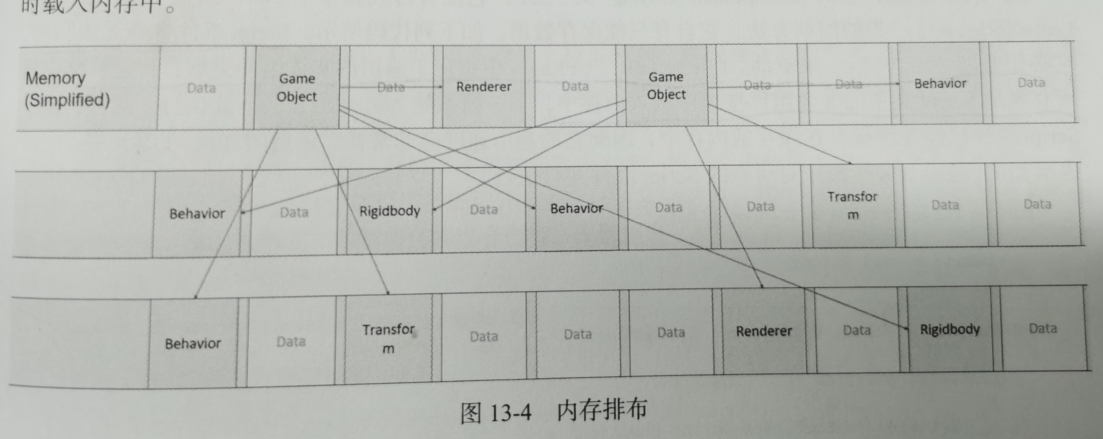 时载入内存中。
Memory
(Simplified)
Data
Game
Object
Data
Renderer
Data
Game
Object
Data
Data
Behavior
Data
Behavior
Data
Rigidbody
Data
Behavior
Data
Data
Transfor
m
Data
Data
Behavior
Data
Transfor
m
Data
Data
Data
Renderer
Data
Rigidbody
Data
图 13-4 内存排布